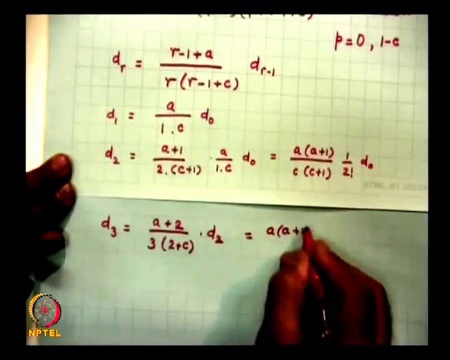 p=0, 1-c
d_r = \frac{r-1+a}{r(r-1+c)} d_{r-1}
d_1 = \frac{a}{1.c} d_0
d_2 = \frac{a+1}{2.(c+1)} \cdot \frac{a}{1.c} d_0 = \frac{a(a+1)}{c(c+1)} \frac{1}{2!} d_0
d_3 = \frac{a+2}{3(2+c)} \cdot d_2 = a(a+1
NPTEL